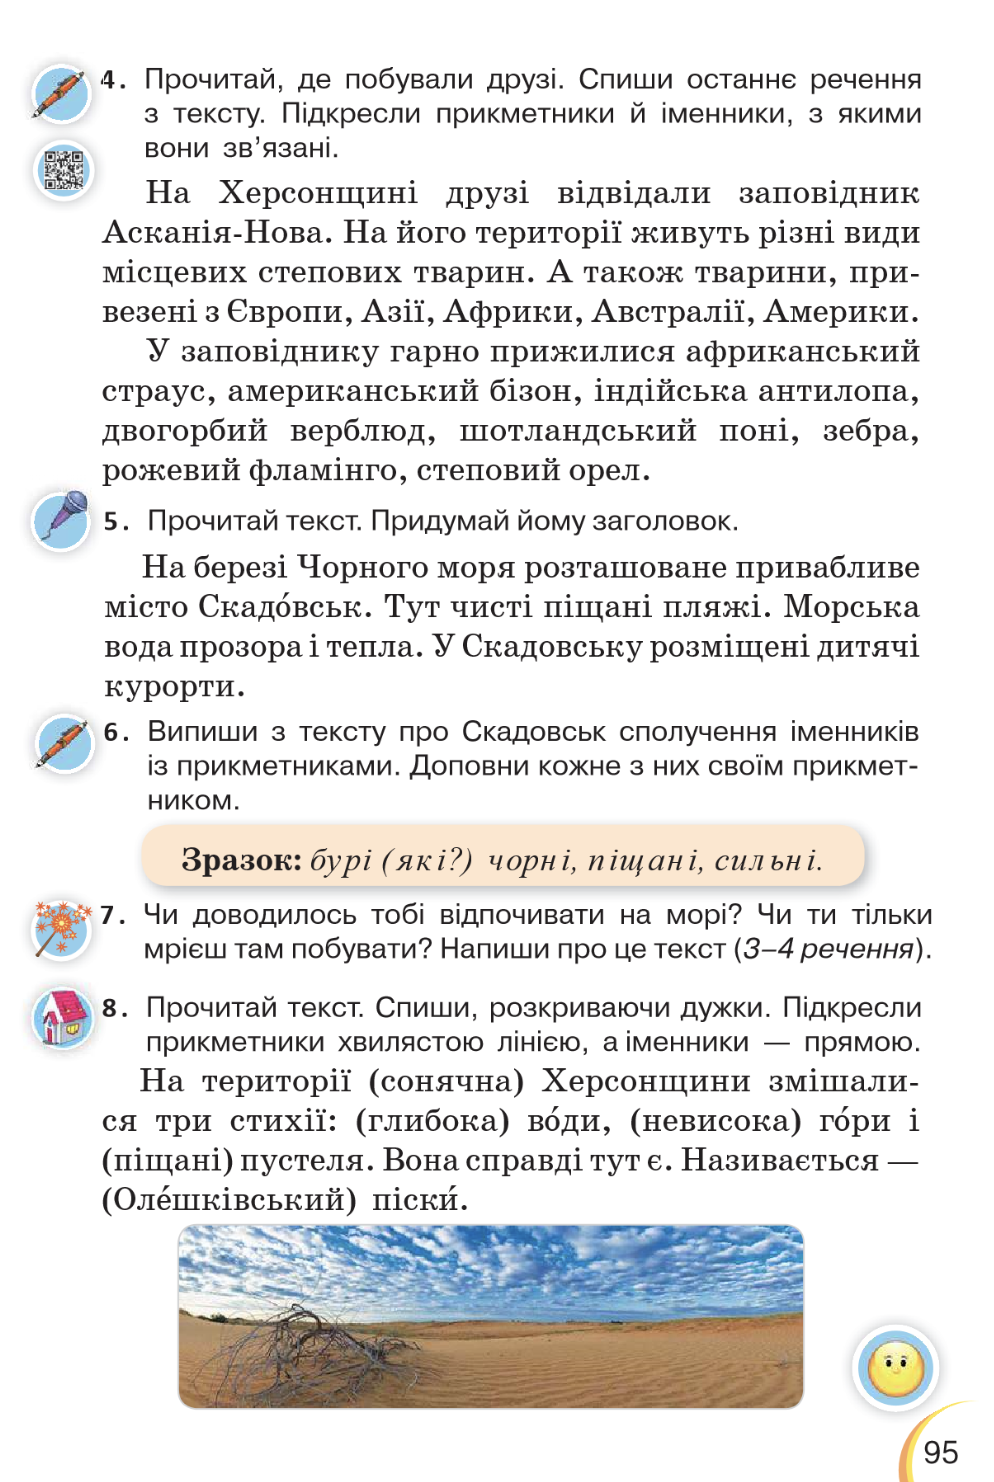 4. Прочитай, де побували друзі. Спиши останнє речення
з тексту. Підкресли прикметники й іменники, з якими
вони зв’язані.
На Херсонщині друзі відвідали заповідник
Асканія-Нова. На його території живуть різні види
місцевих степових тварин. А також тварини, при-
везені з Європи, Азії, Африки, Австралії, Америки.
У заповіднику гарно прижилися африканський
страус, американський бізон, індійська антилопа,
двогорбий верблюд, шотландський поні, зебра,
рожевий фламінго, степовий орел.
5. Прочитай текст. Придумай йому заголовок.
На березі Чорного моря розташоване привабливе
місто Скадо́вськ. Тут чисті піщані пляжі. Морська
вода прозора і тепла. У Скадовську розміщені дитячі
курорти.
6. Випиши з тексту про Скадовськ сполучення іменників
із прикметниками. Доповни кожне з них своїм прикмет-
ником.
Зразок: бурі (які?) чорні, піщані, сильні.
7. Чи доводилось тобі відпочивати на морі? Чи ти тільки
мрієш там побувати? Напиши про це текст (3–4 речення).
8. Прочитай текст. Спиши, розкриваючи дужки. Підкресли
прикметники хвилястою лінією, а іменники — прямою.
На території (сонячна) Херсонщини змішали-
ся три стихії: (глибока) во́ди, (невисока) го́ри і
(піщані) пустеля. Вона справді тут є. Називається —
(Оле́шківський) піски́.
95